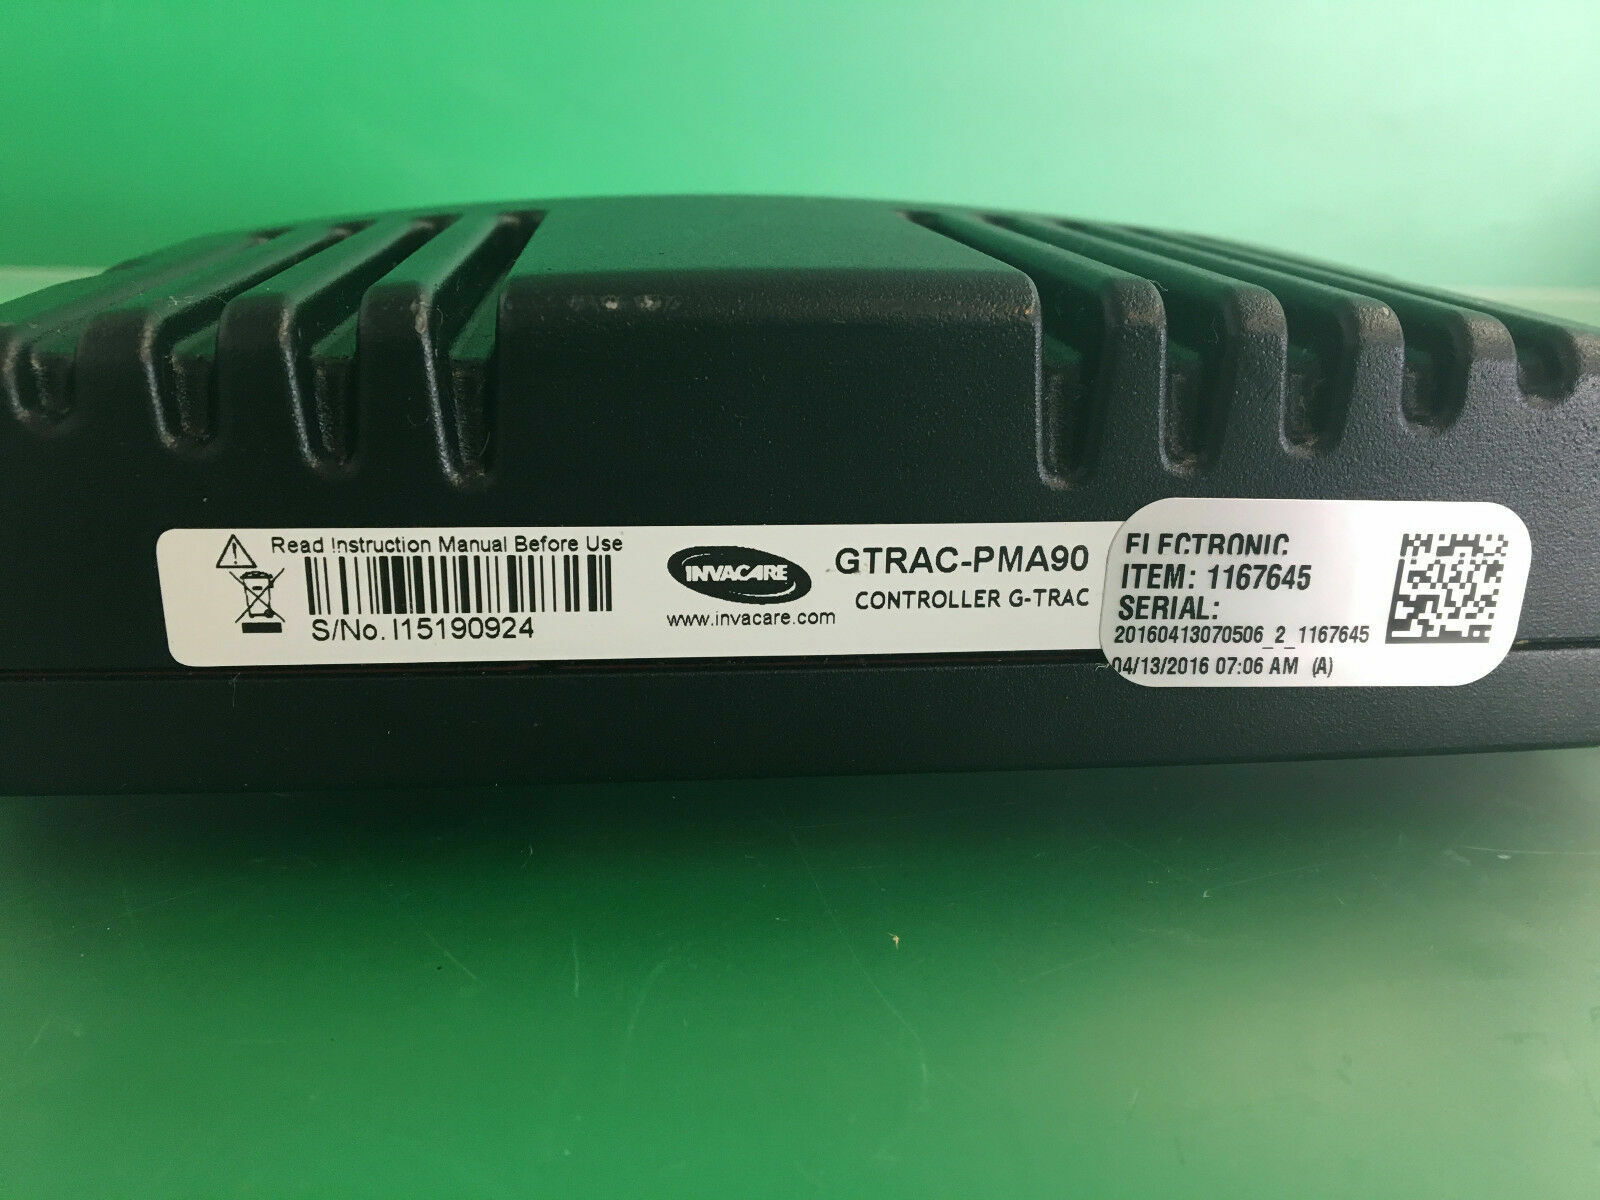 Read Instruction Manual Before Use
S/No. I15190924
INVACARE
www.invacare.com
GTRAC-PMA90
CONTROLLER G-TRAC
ELECTRONIC
ITEM: 1167645
SERIAL:
20160413070506_2_1167645
04/13/2016 07:06 AM (A)